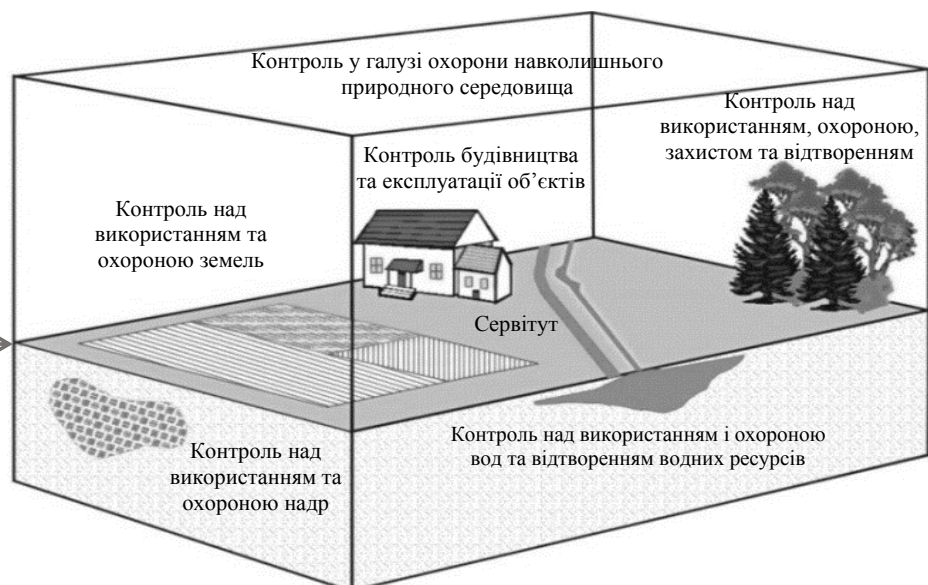 Контроль у галузі охорони навколишнього
природного середовища
Контроль над
використанням, охороною,
захистом та відтворенням
Контроль будівництва
та експлуатації об’єктів
Контроль над
використанням та
охороною земель
Сервітут
Контроль над використанням і охороною
вод та відтворенням водних ресурсів
Контроль над
використанням та
охороною надр